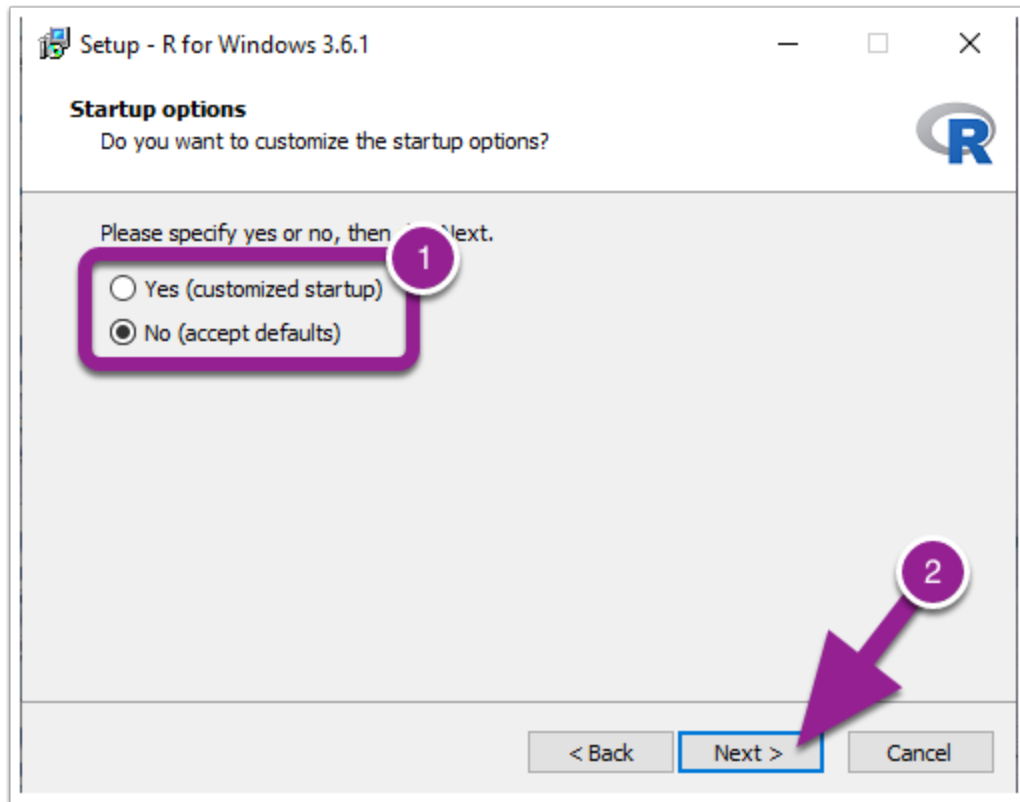 Setup - R for Windows 3.6.1
Startup options
Do you want to customize the startup options?
R
Please specify yes or no, then Next.
1
Yes (customized startup)
No (accept defaults)
2
< Back
Next >
Cancel